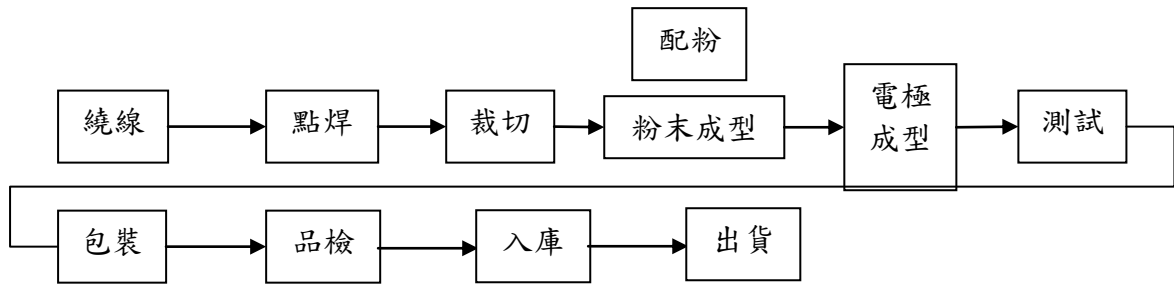 配粉
繞線
點焊
裁切
粉末成型
電極
成型
測試
包裝
品檢
入庫
出貨